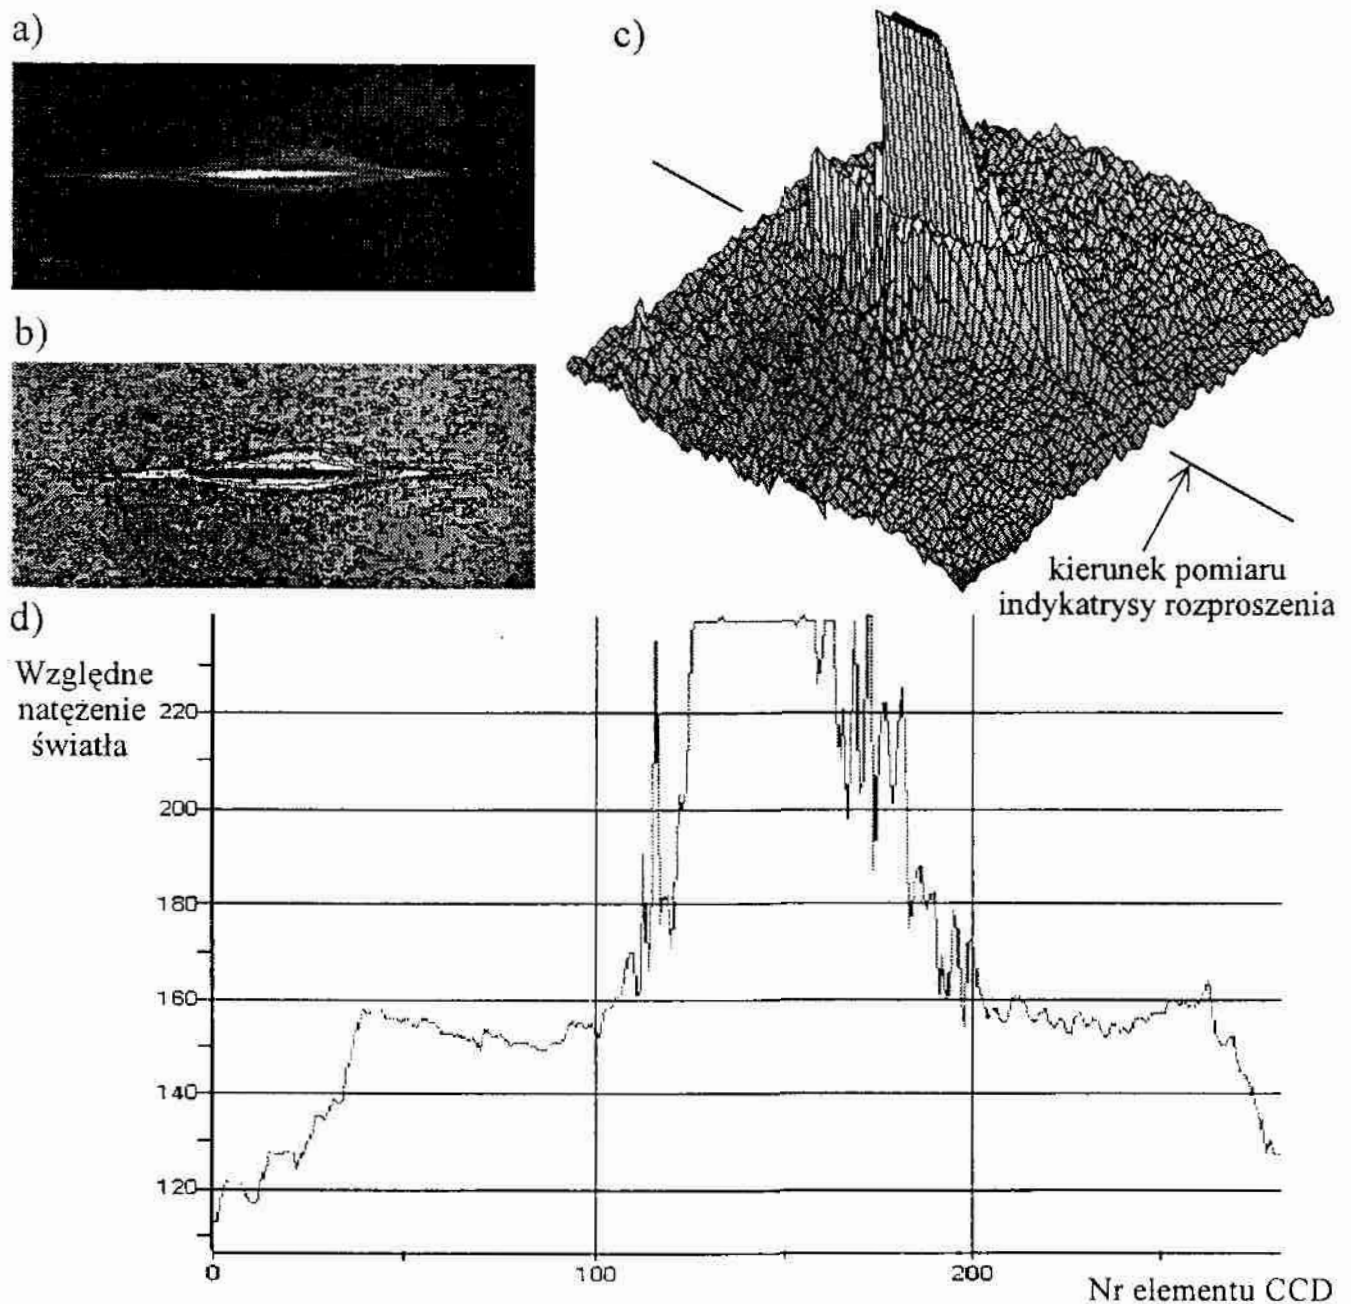 a)
b)
c)
kierunek pomiaru
indykatrysy rozproszenia
d)
Względne
natężenie
światła
220
200
180
160
140
120
0
100
200
Nr elementu CCD